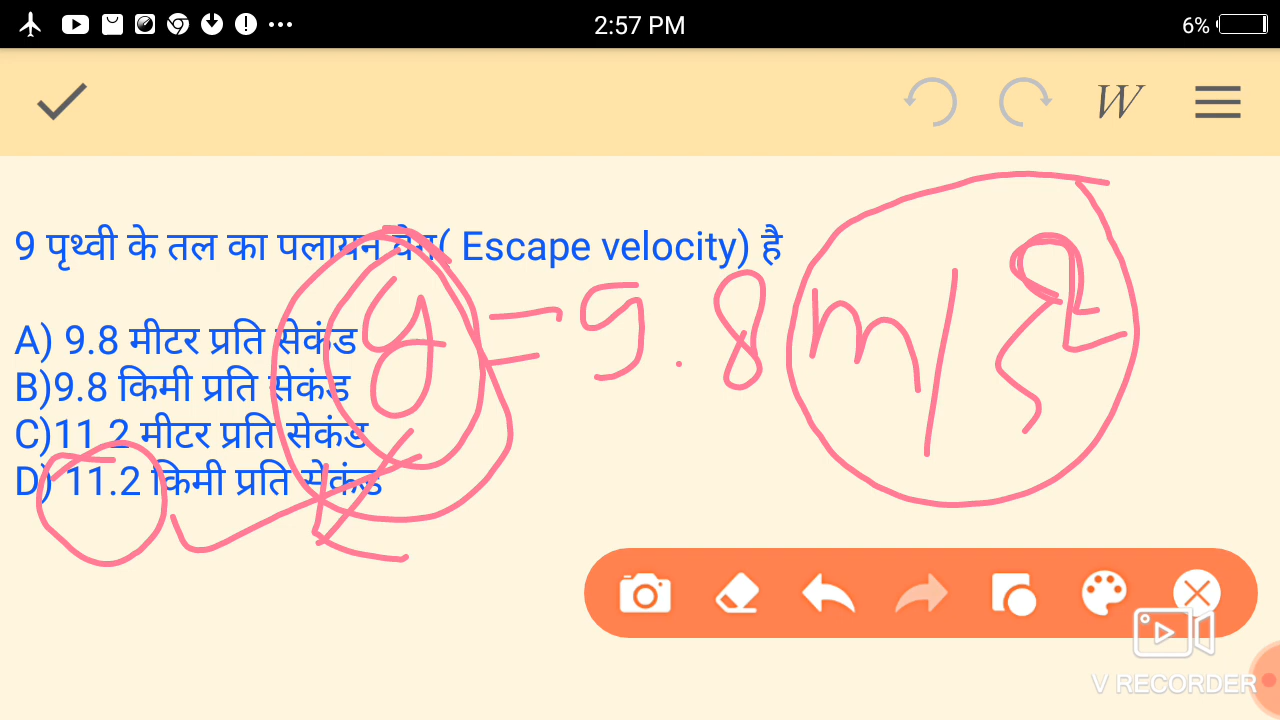 2:57 PM
6%
W
9 पृथ्वी के तल का पलायन वेग( Escape velocity) है
g = 9.8 m/s²
A) 9.8 मीटर प्रति सेकंड
B)9.8 किमी प्रति सेकंड
C)11.2 मीटर प्रति सेकंड
D) 11.2 किमी प्रति सेकंड
V RECORDER